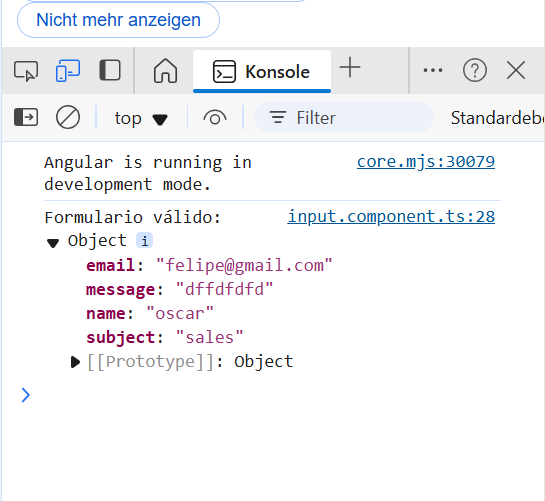 Nicht mehr anzeigen
Konsole
top
Filter
Standardebe
Angular is running in core.mjs:30079
development mode.
Formulario válido: input.component.ts:28
Object i
email: "felipe@gmail.com"
message: "dffdfdfd"
name: "oscar"
subject: "sales"
[[Prototype]]: Object